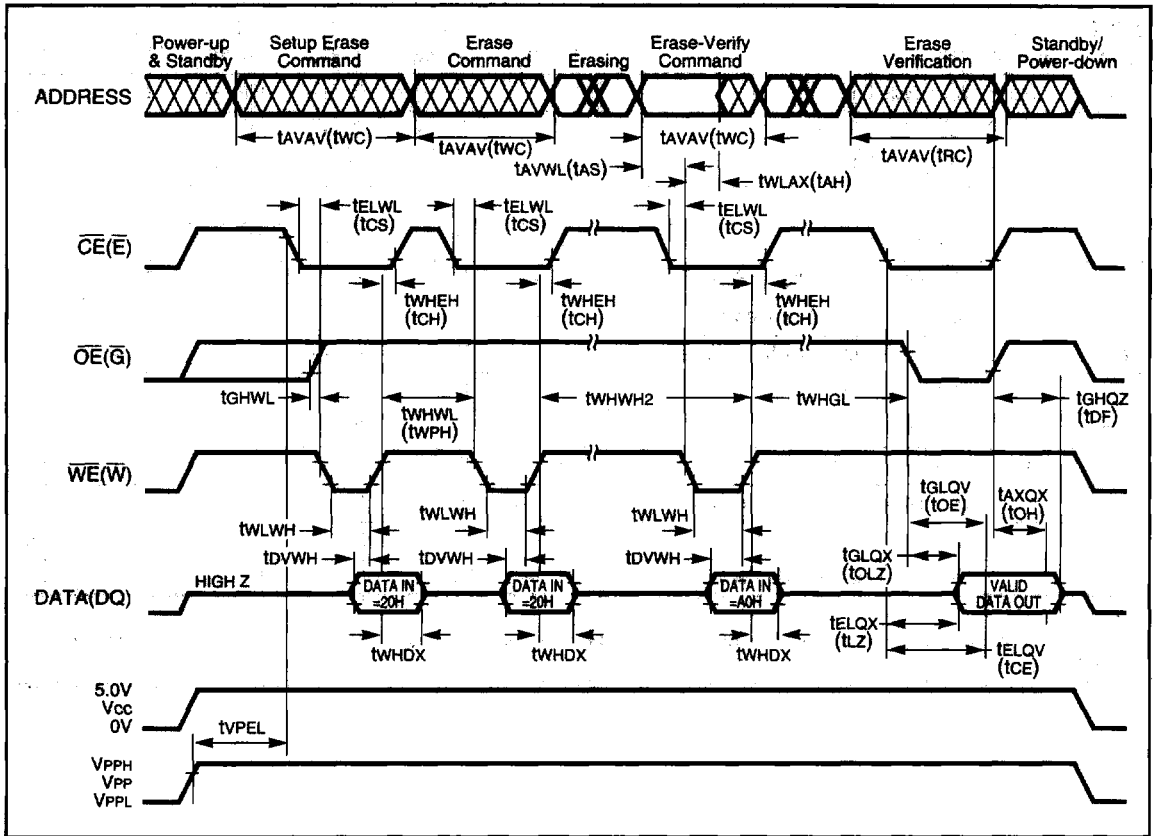 Power-up & Standby
Setup Erase Command
Erase Command
Erasing
Erase-Verify Command
Erase Verification
Standby/ Power-down
ADDRESS
tAVAV(tWC)
tAVAV(tWC)
tAVAV(tWC)
tAVAV(tRC)
tAVWL(tAS)
tWLAX(tAH)
tELWL (tCS)
tELWL (tCS)
tELWL (tCS)
CE(E)
tWHEH (tCH)
tWHEH (tCH)
tWHEH (tCH)
OE(G)
tGHWL
tWHWL (tWPH)
tWHWH2
tWHGL
tGHQZ (tDF)
WE(W)
tWLWH
tWLWH
tWLWH
tGLQV (tOE)
tAXQX (tOH)
tDVWH
tDVWH
tDVWH
tGLQX (tOLZ)
DATA(DQ)
HIGH Z
DATA IN =20H
DATA IN =20H
DATA IN =A0H
VALID DATA OUT
tWHDX
tWHDX
tWHDX
tELQX (tLZ)
tELQV (tCE)
5.0V
VCC
0V
tVPEL
VPPH
VPP
VPPL